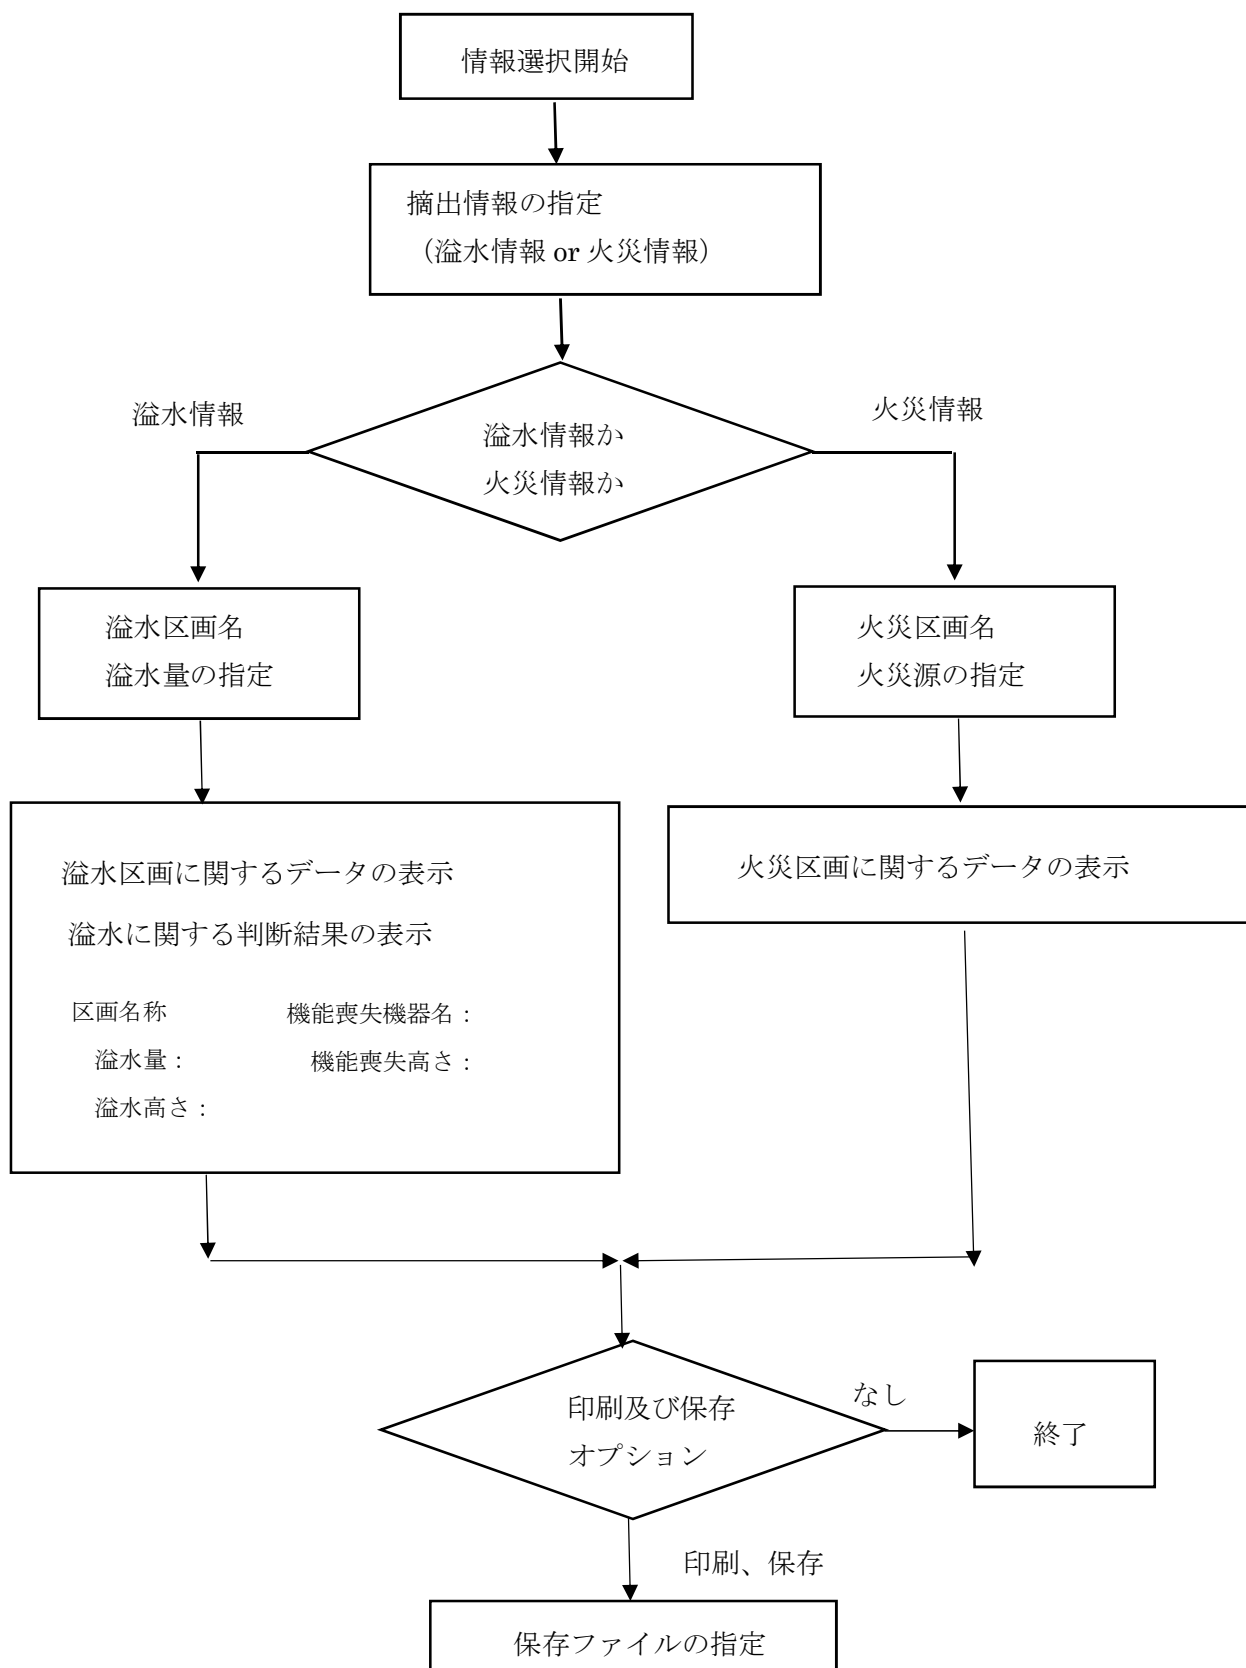 情報選択開始
摘出情報の指定
（溢水情報 or 火災情報）
溢水情報
火災情報
溢水情報か
火災情報か
溢水区画名
溢水量の指定
火災区画名
火災源の指定
溢水区画に関するデータの表示
溢水に関する判断結果の表示
区画名称
機能喪失機器名：
溢水量：
機能喪失高さ：
溢水高さ：
火災区画に関するデータの表示
印刷及び保存
オプション
なし
終了
印刷、保存
保存ファイルの指定